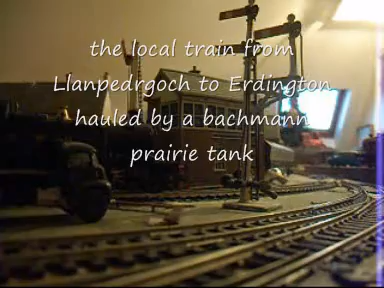 the local train from
Llanpedrgoch to Erdington
hauled by a bachmann
prairie tank